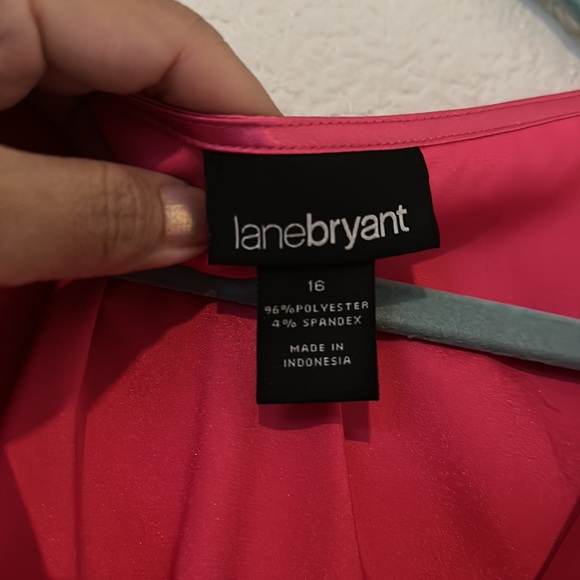 lanebryant
16
96%POLYESTER
4% SPANDEX
MADE IN
INDONESIA